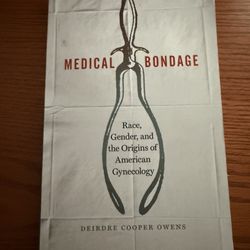 MEDICAL BONDAGE
Race,
Gender, and
the Origins of
American
Gynecology
DEIRDRE COOPER OWENS